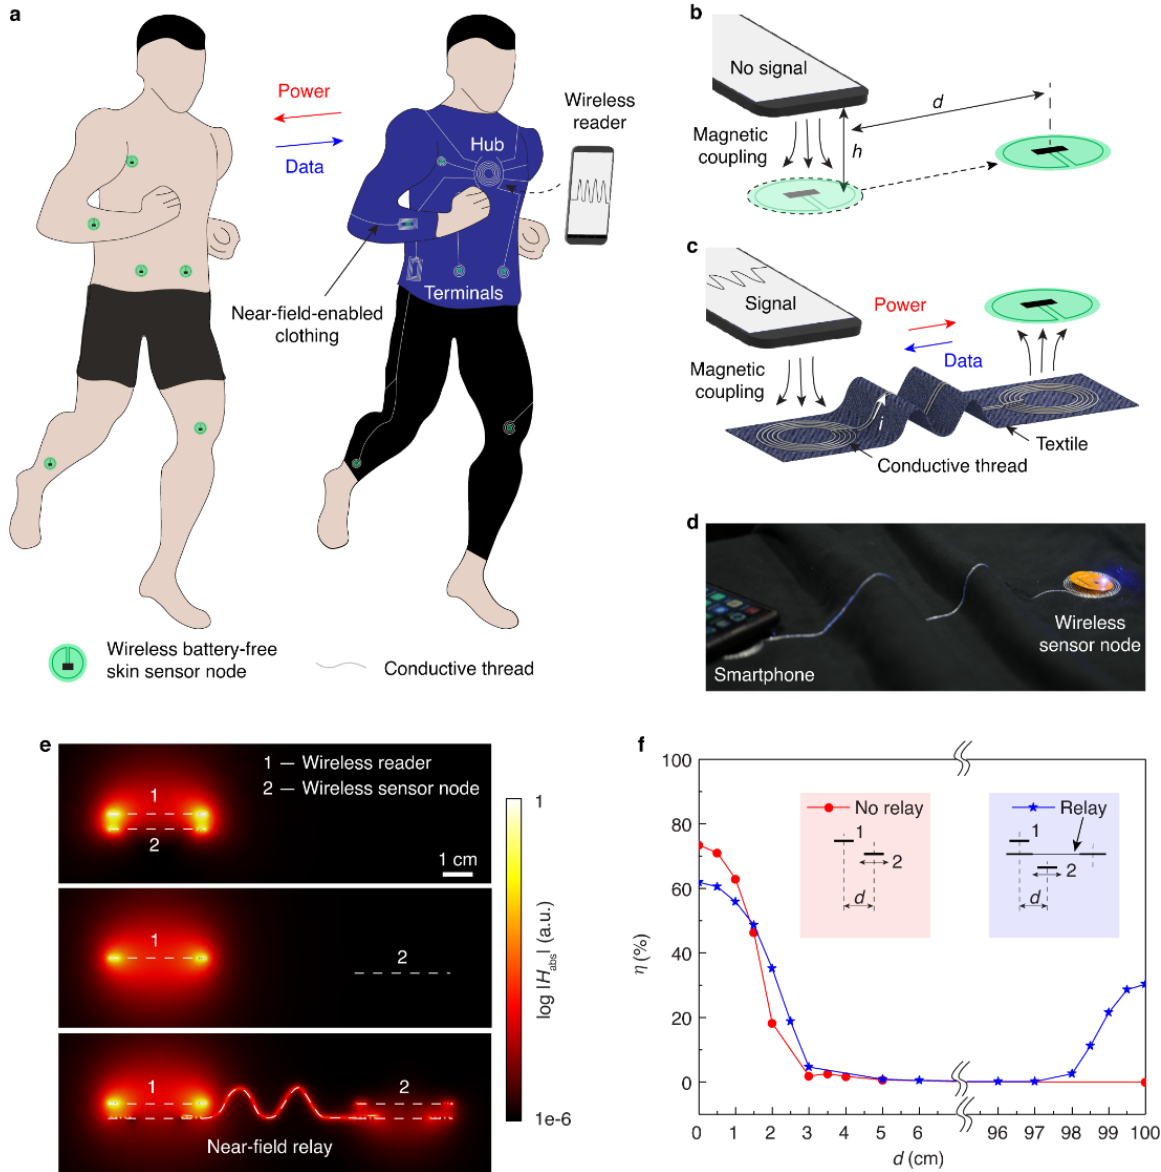 a
Power
Data
Hub
Wireless
reader
Terminals
Near-field-enabled
clothing
Wireless battery-free
skin sensor node
Conductive thread
b
No signal
Magnetic
coupling
d
h
c
Signal
Power
Data
Magnetic
coupling
i
Textile
Conductive thread
d
Smartphone
Wireless
sensor node
e
1 — Wireless reader
2 — Wireless sensor node
1
2
1 cm
1
2
1
2
Near-field relay
1
log |Habs| (a.u.)
1e-6
f
100
80
60
40
20
0
η (%)
No relay
1
2
d
Relay
1
2
d
0 1 2 3 4 5 6 96 97 98 99 100
d (cm)